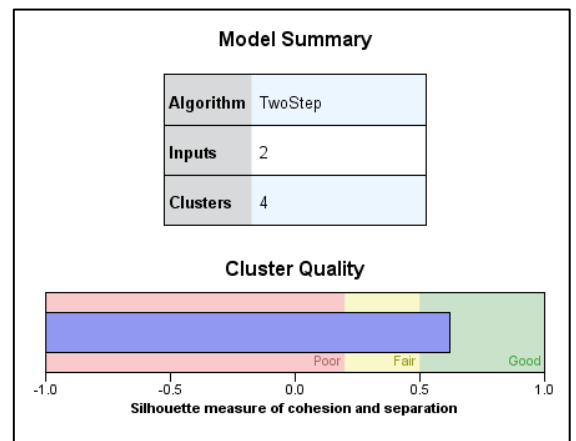 Model Summary
Algorithm TwoStep
Inputs 2
Clusters 4
Cluster Quality
Poor Fair Good
-1.0 -0.5 0.0 0.5 1.0
Silhouette measure of cohesion and separation